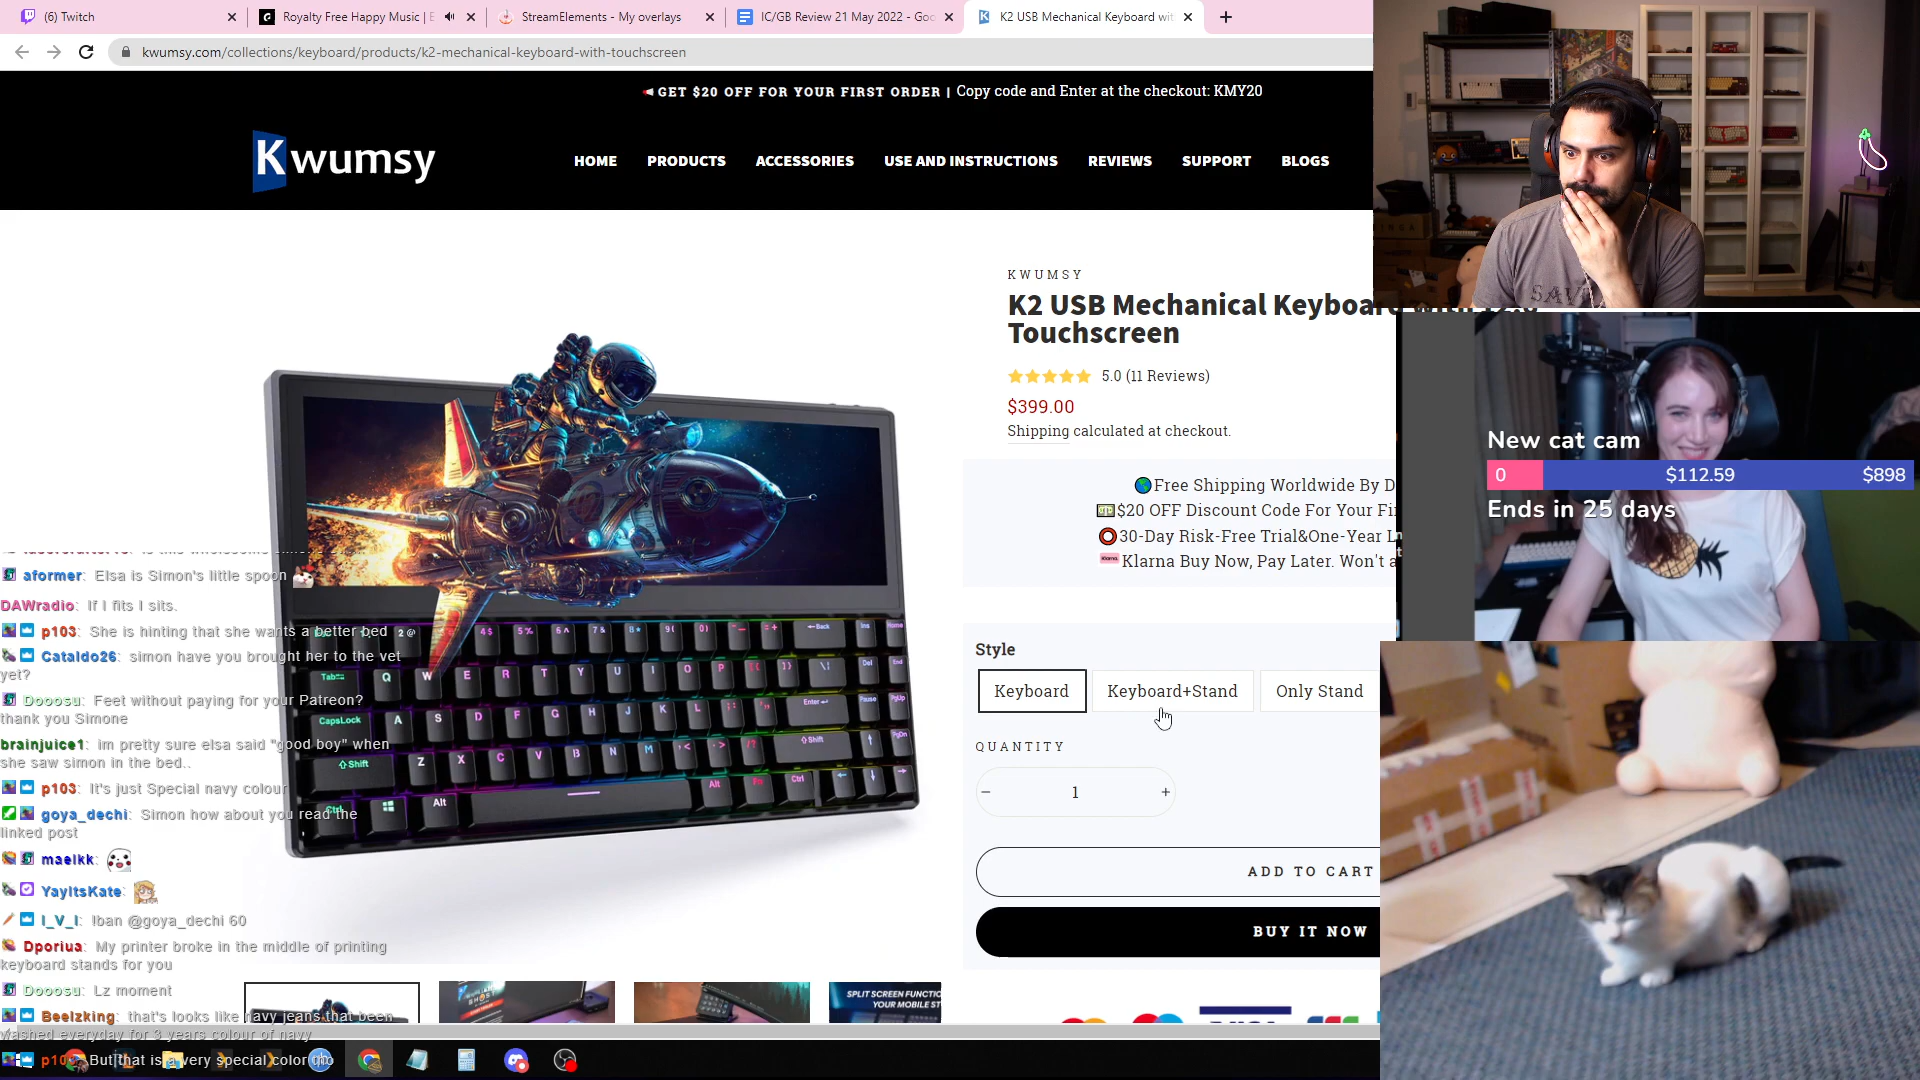 (6) Twitch
Royalty Free Happy Music | E
StreamElements - My overlays
IC/GB Review 21 May 2022 - Goo
K2 USB Mechanical Keyboard wit
kwumsy.com/collections/keyboard/products/k2-mechanical-keyboard-with-touchscreen
GET $20 OFF FOR YOUR FIRST ORDER | Copy code and Enter at the checkout: KMY20
Kwumsy
HOME PRODUCTS ACCESSORIES USE AND INSTRUCTIONS REVIEWS SUPPORT BLOGS
KWUMSY
K2 USB Mechanical Keyboard
Touchscreen
5.0 (11 Reviews)
$399.00
Shipping calculated at checkout.
Free Shipping Worldwide By D
$20 OFF Discount Code For Your Fi
30-Day Risk-Free Trial&One-Year L
Klarna Buy Now, Pay Later. Won't a
Style
Keyboard
Keyboard+Stand
Only Stand
QUANTITY
− 1 +
ADD TO CART
BUY IT NOW
SPLIT SCREEN FUNCTIO
YOUR MOBILE ST
New cat cam
0 $112.59 $898
Ends in 25 days
aformer: Elsa is Simon's little spoon
DAWradio: If I fits I sits.
p103: She is hinting that she wants a better bed
Cataldo26: simon have you brought her to the vet
yet?
Dooosu: Feet without paying for your Patreon?
thank you Simone
brainjuice1: im pretty sure elsa said "good boy" when
she saw simon in the bed..
p103: It's just Special navy colour
goya_dechi: Simon how about you read the
linked post
maelkk:
YayItsKate:
I_V_I: !ban @goya_dechi 60
Dporiua: My printer broke in the middle of printing
keyboard stands for you
Dooosu: Lz moment
Beelzking: that's looks like navy jeans that been
washed everyday for 3 years colour of navy
p10 But that is a very special color tho